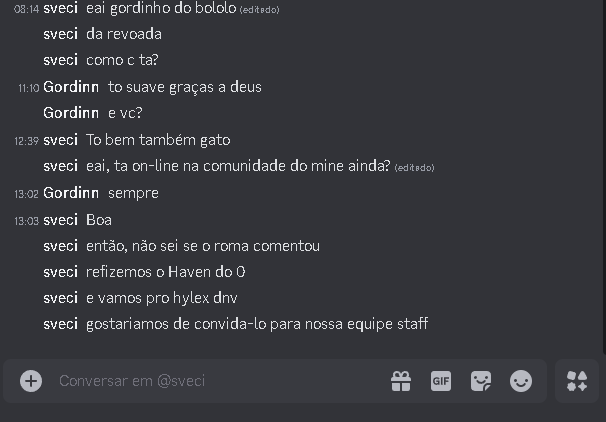 08:14 sveci eai gordinho do bololo (editado)
sveci da revoada
sveci como c ta?
11:10 Gordinn to suave graças a deus
Gordinn e vc?
12:39 sveci To bem também gato
sveci eai, ta on-line na comunidade do mine ainda? (editado)
13:02 Gordinn sempre
13:03 sveci Boa
sveci então, não sei se o roma comentou
sveci refizemos o Haven do 0
sveci e vamos pro hylex dnv
sveci gostariamos de convida-lo para nossa equipe staff
Conversar em @sveci
GIF